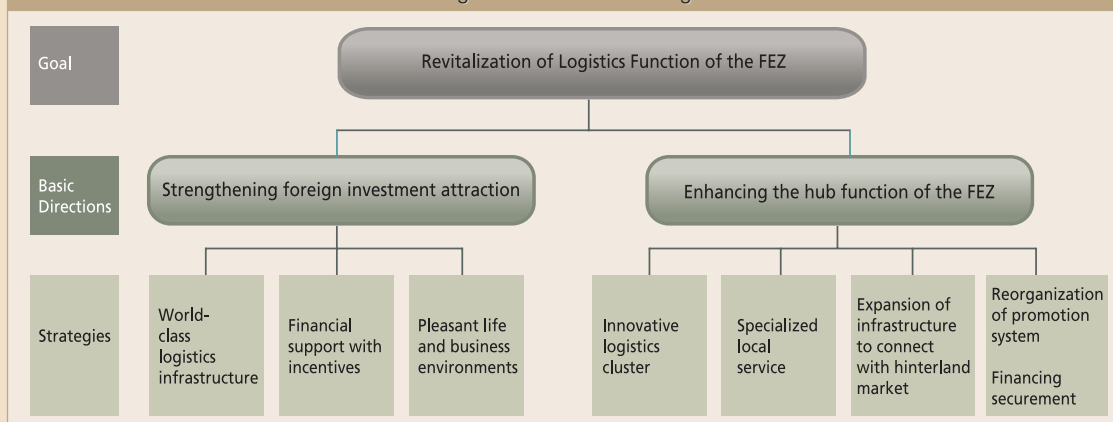 Goal
Revitalization of Logistics Function of the FEZ
Basic
Directions
Strengthening foreign investment attraction
Enhancing the hub function of the FEZ
Strategies
World-
class
logistics
infrastructure
Financial
support with
incentives
Pleasant life
and business
environments
Innovative
logistics
cluster
Specialized
local
service
Expansion of
infrastructure
to connect
with hinterland
market
Reorganization
of promotion
system
Financing
securement